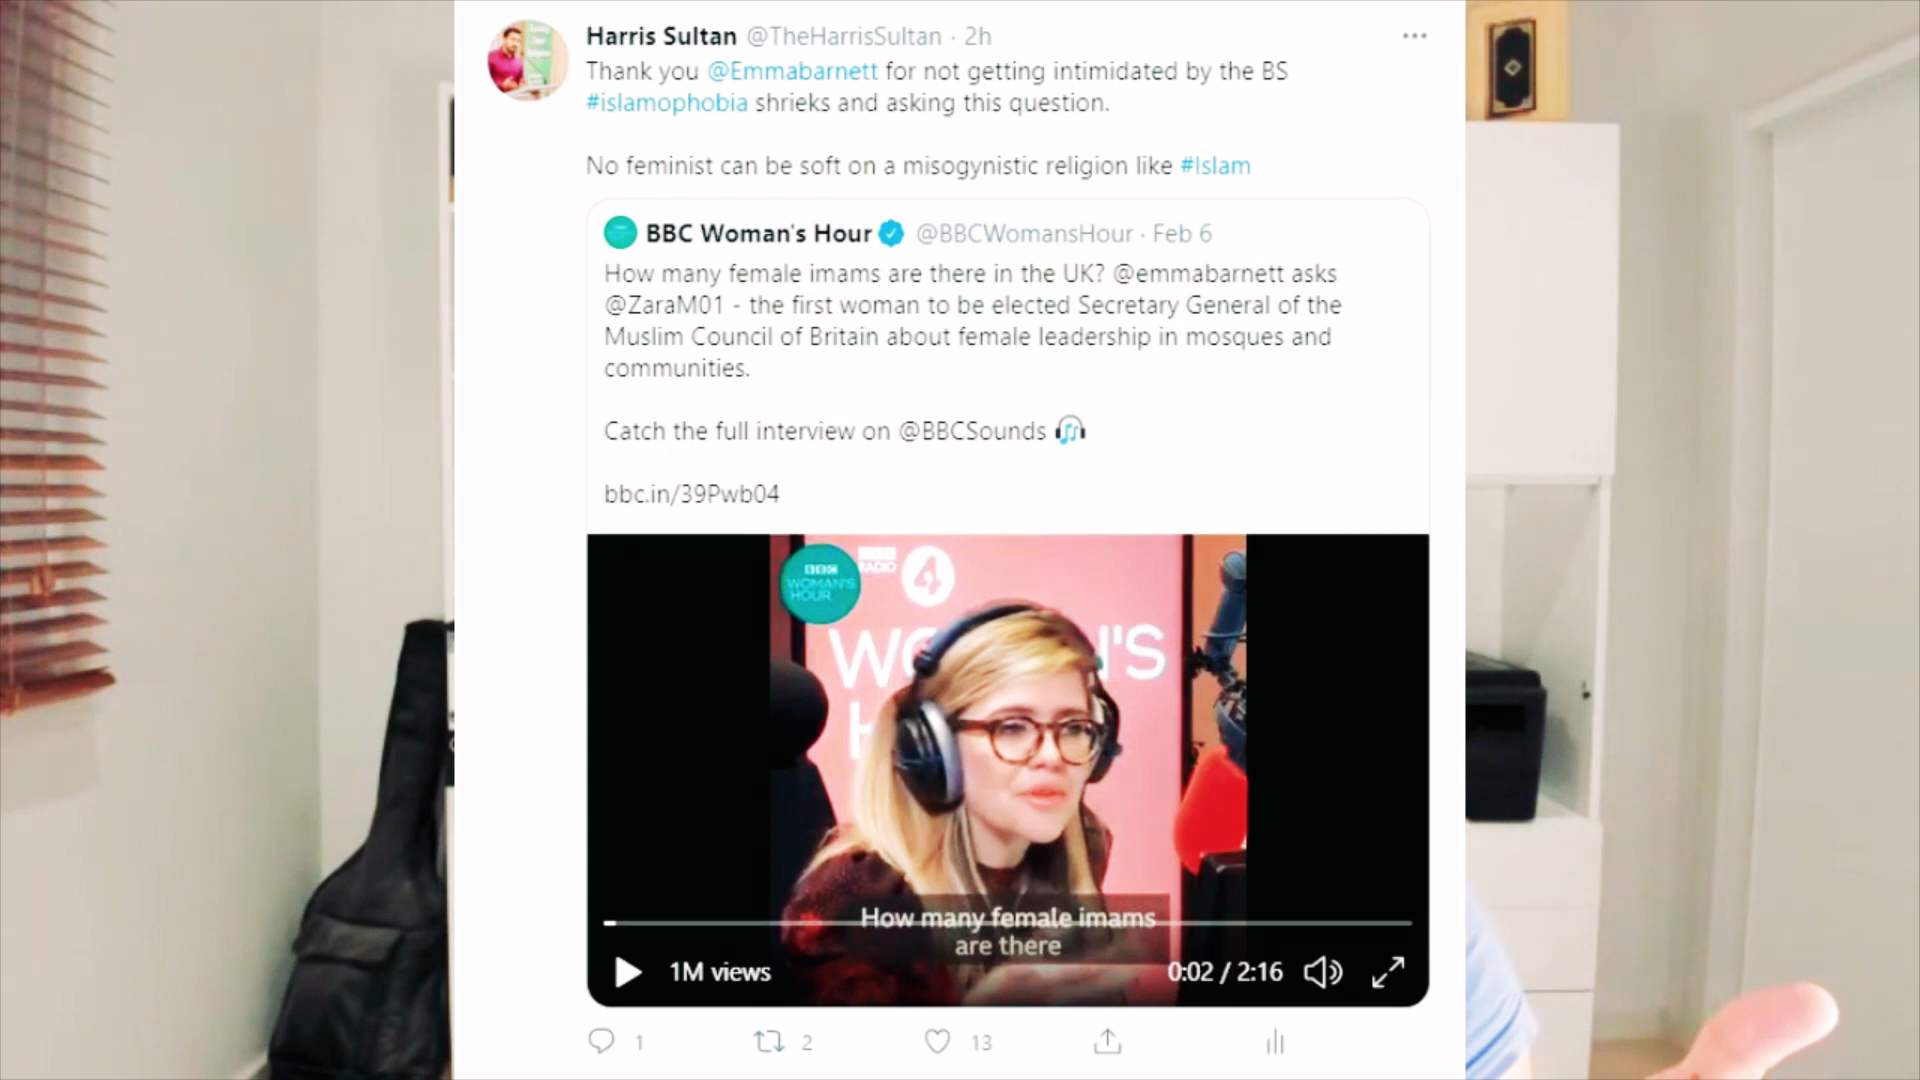 Harris Sultan @TheHarrisSultan · 2h
Thank you @Emmabarnett for not getting intimidated by the BS
#islamophobia shrieks and asking this question.
No feminist can be soft on a misogynistic religion like #Islam
BBC Woman's Hour @BBCWomansHour · Feb 6
How many female imams are there in the UK? @emmabarnett asks
@ZaraM01 - the first woman to be elected Secretary General of the
Muslim Council of Britain about female leadership in mosques and
communities.
Catch the full interview on @BBCSounds
bbc.in/39Pwb04
BBC
WOMAN'S
HOUR
BBC
RADIO 4
How many female imams
are there
1M views
0:02 / 2:16
1
2
13